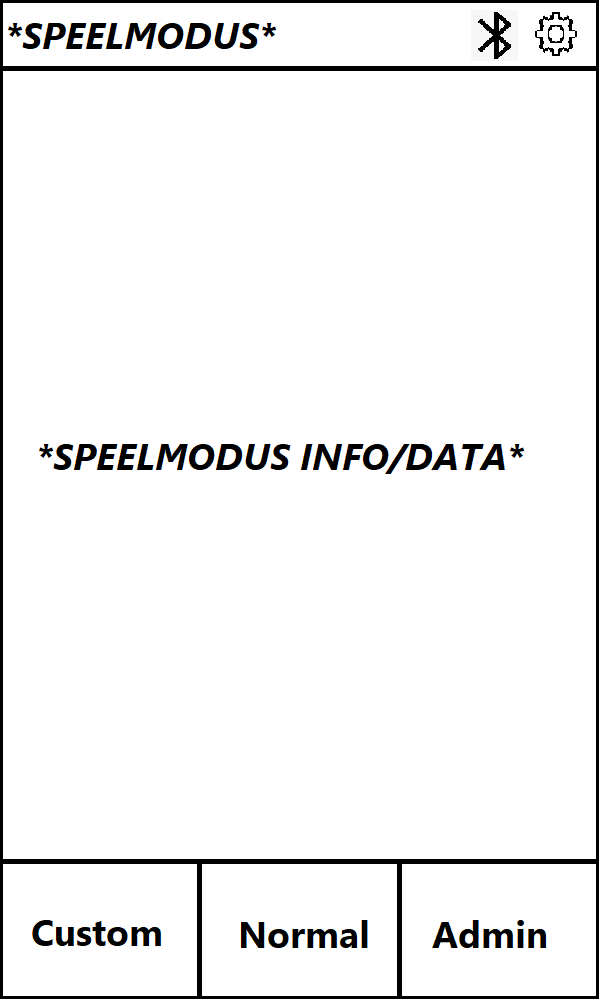 *SPEELMODUS*
*SPEELMODUS INFO/DATA*
Custom
Normal
Admin